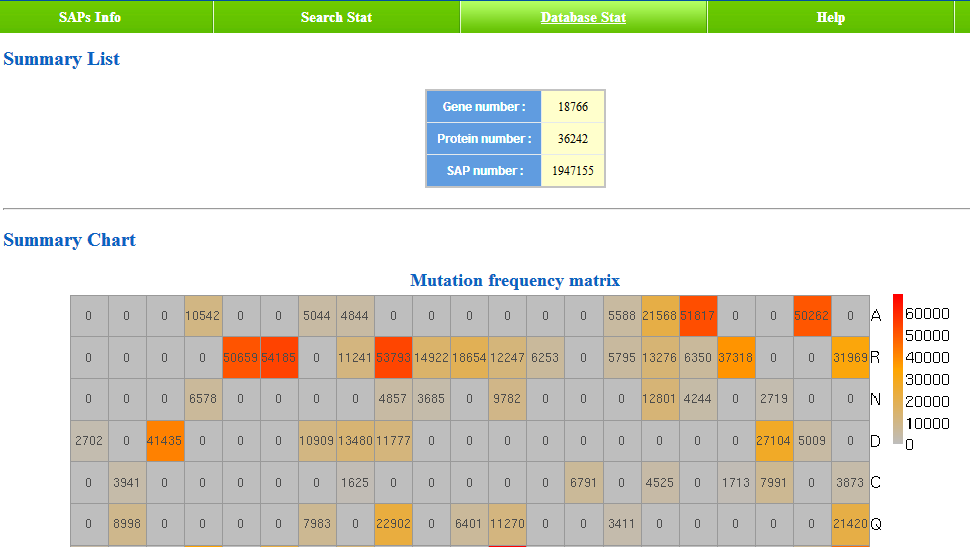 SAPs Info Search Stat Database Stat Help
Summary List
Gene number : 18766
Protein number : 36242
SAP number : 1947155
Summary Chart
Mutation frequency matrix
0 0 0 10542 0 0 5044 4844 0 0 0 0 0 0 5588 21568 51817 0 0 50262 0 A
0 0 0 0 50659 54185 0 11241 53793 14922 18654 12247 6253 0 5795 13276 6350 37318 0 0 31969 R
0 0 0 6578 0 0 0 0 4857 3685 0 9782 0 0 0 12801 4244 0 2719 0 0 N
2702 0 41435 0 0 0 10909 13480 11777 0 0 0 0 0 0 0 0 0 27104 5009 0 D
0 3941 0 0 0 0 0 1625 0 0 0 0 0 6791 0 4525 0 1713 7991 0 3873 C
0 8998 0 0 0 0 7983 0 22902 0 6401 11270 0 0 3411 0 0 0 0 0 21420 Q
60000
50000
40000
30000
20000
10000
0